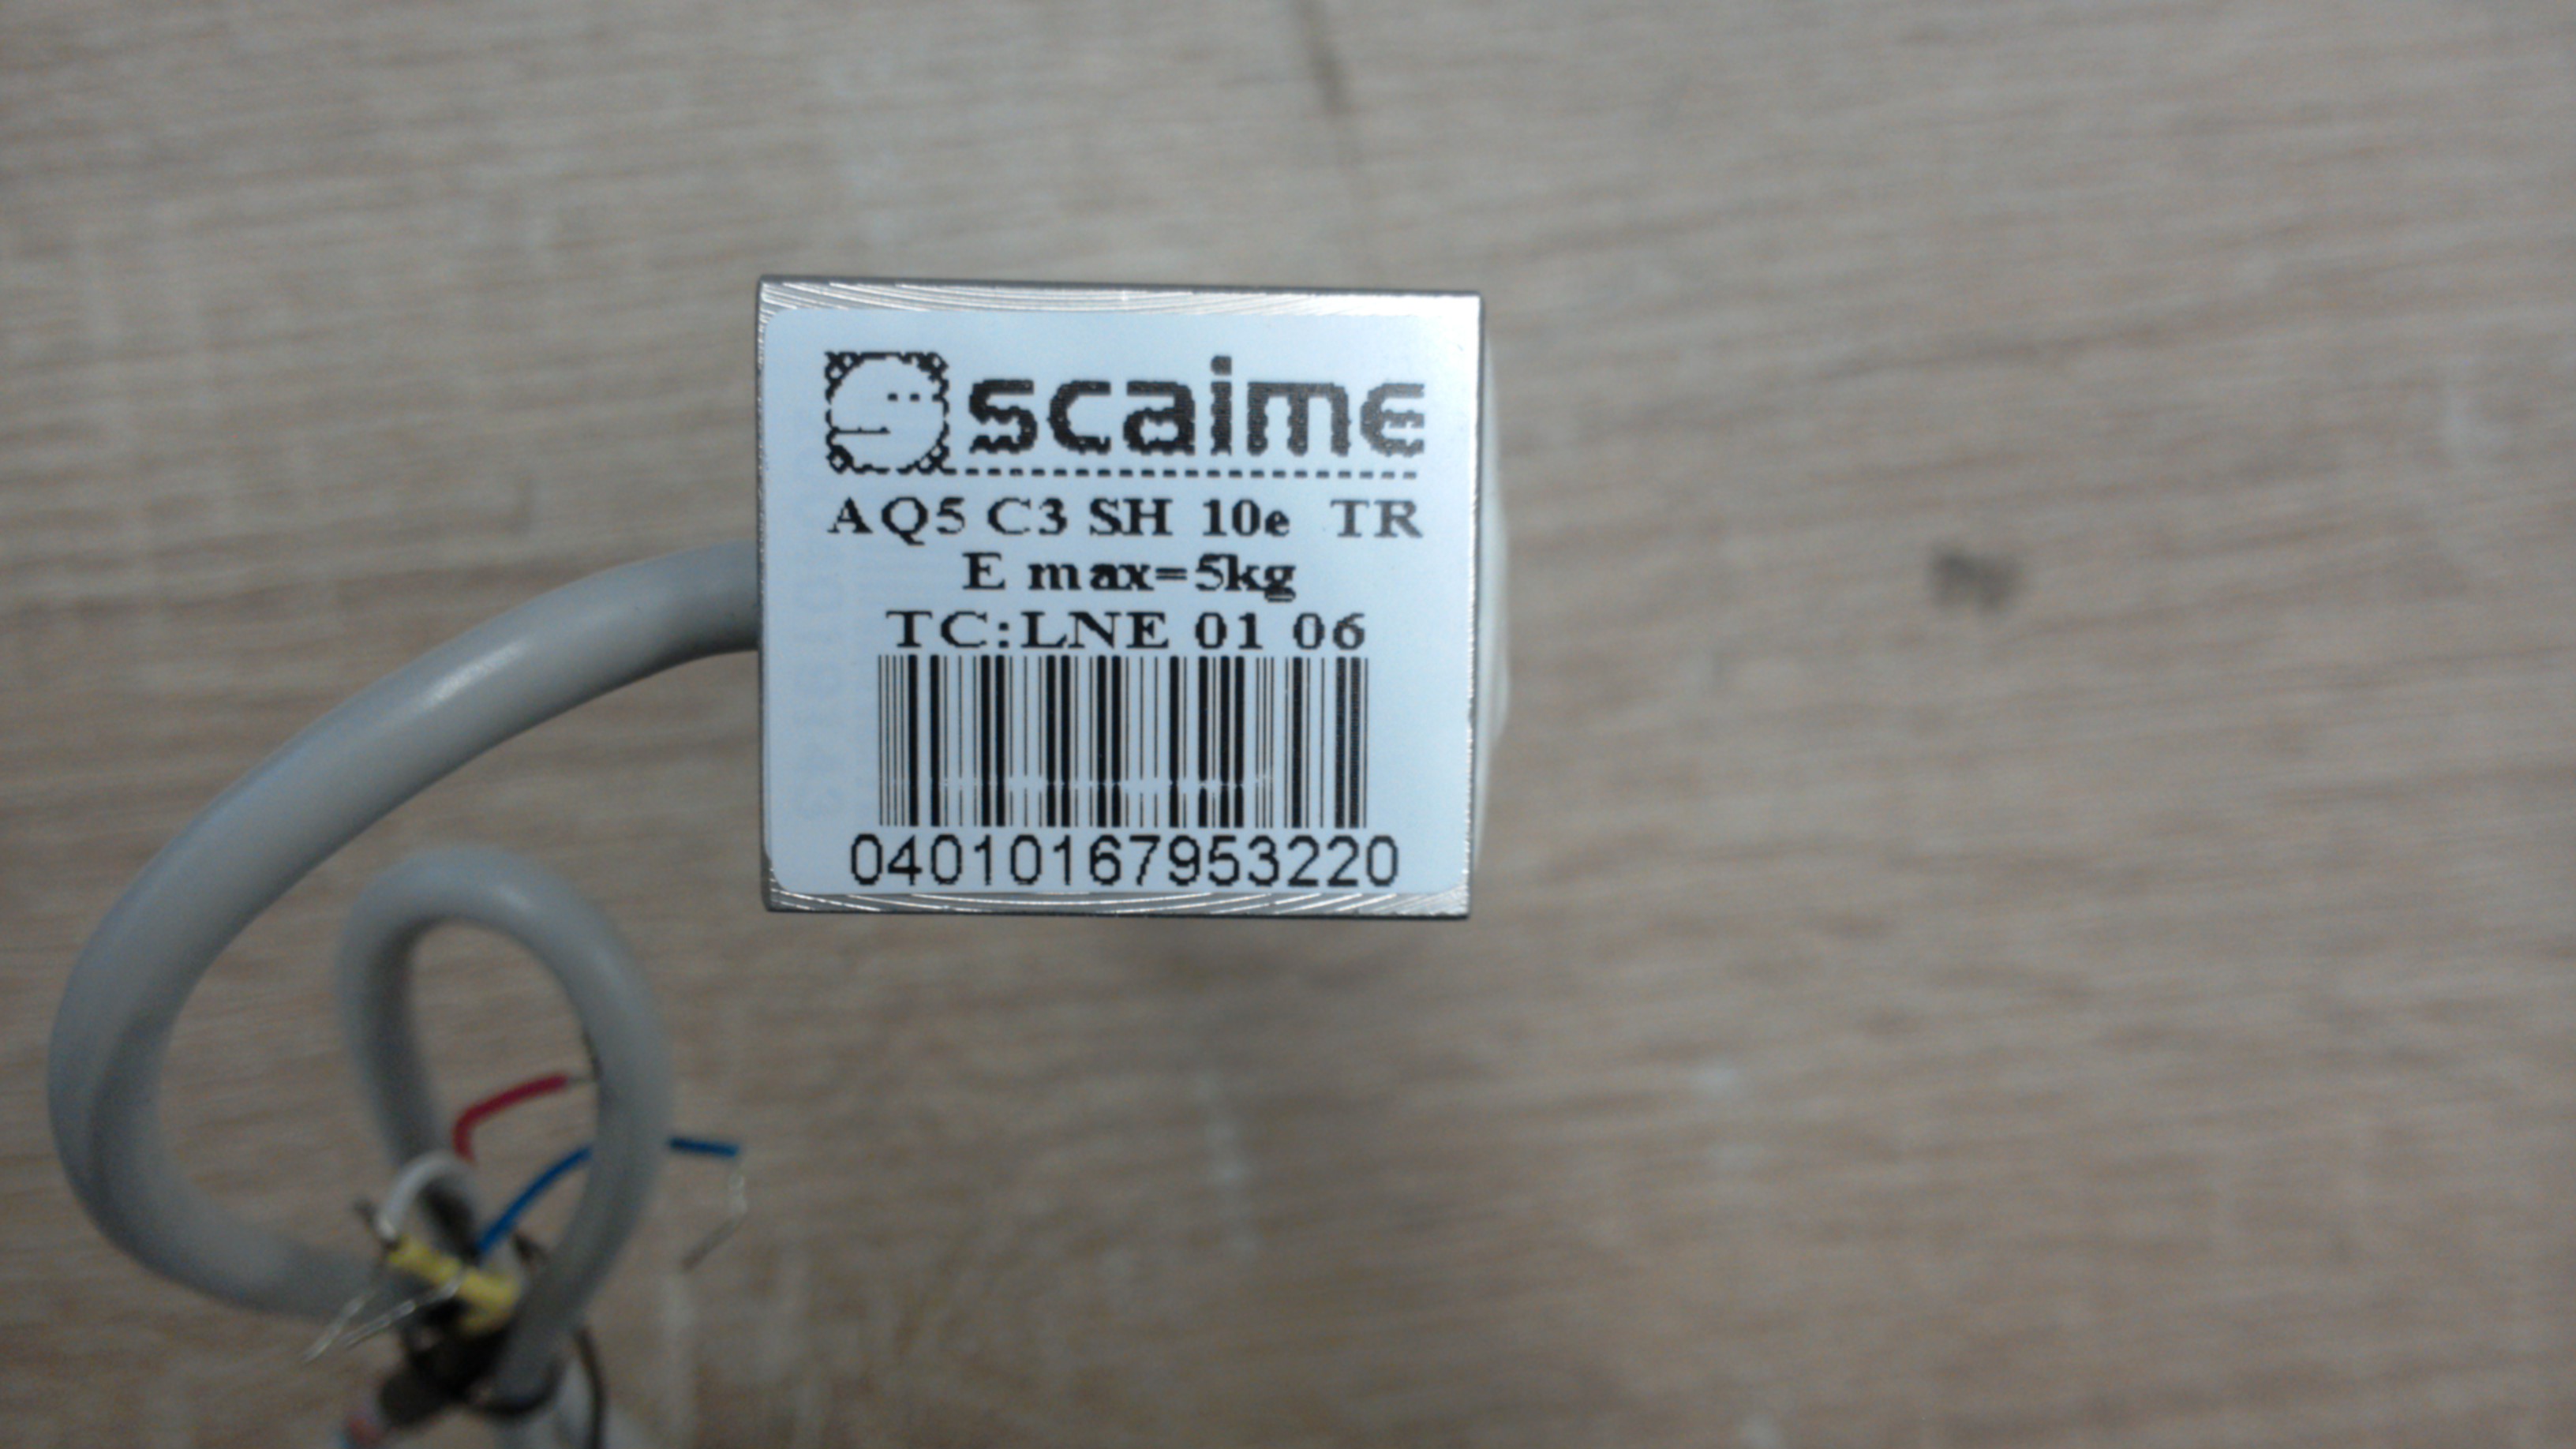 scaime
AQ5 C3 SH 10e TR
E max=5kg
TC:LNE 01 06
04010167953220